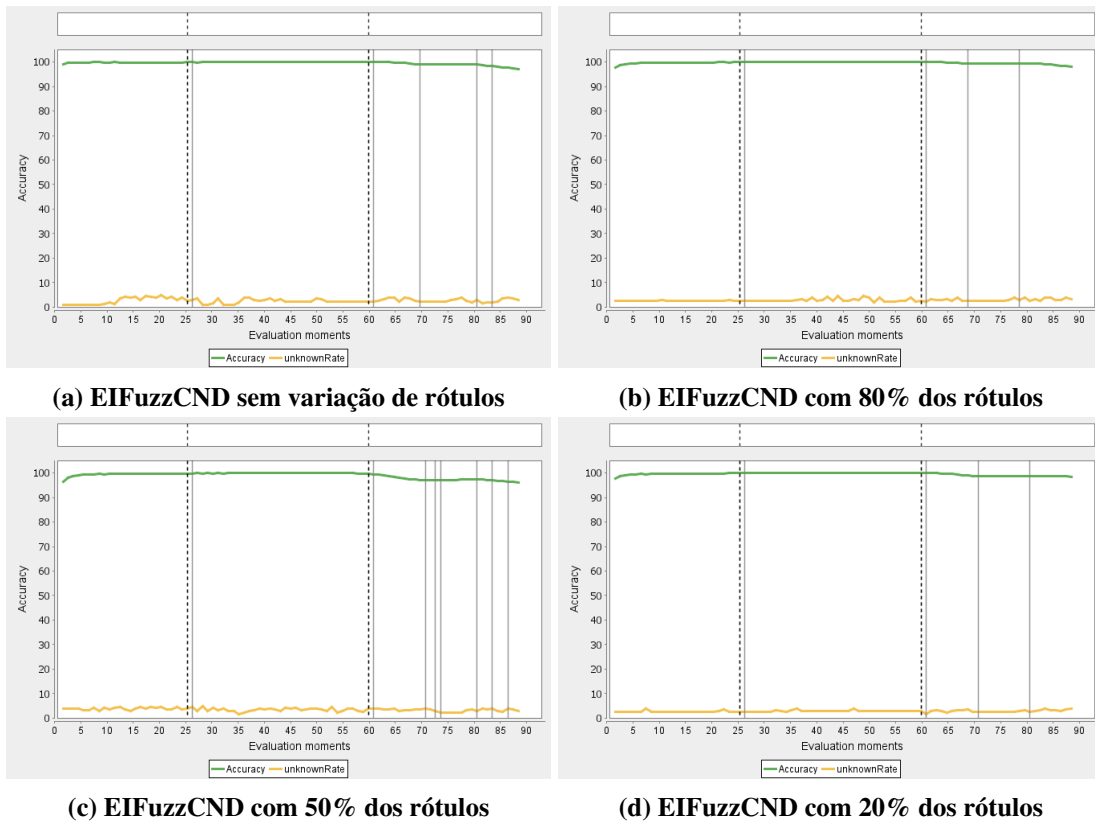 100
90
80
70
60
50
40
30
20
10
0
Accuracy
0 5 10 15 20 25 30 35 40 45 50 55 60 65 70 75 80 85 90
Evaluation moments
Accuracy unknownRate
(a) EIFuzzCND sem variação de rótulos
100
90
80
70
60
50
40
30
20
10
0
Accuracy
0 5 10 15 20 25 30 35 40 45 50 55 60 65 70 75 80 85 90
Evaluation moments
Accuracy unknownRate
(b) EIFuzzCND com 80% dos rótulos
100
90
80
70
60
50
40
30
20
10
0
Accuracy
0 5 10 15 20 25 30 35 40 45 50 55 60 65 70 75 80 85 90
Evaluation moments
Accuracy unknownRate
(c) EIFuzzCND com 50% dos rótulos
100
90
80
70
60
50
40
30
20
10
0
Accuracy
0 5 10 15 20 25 30 35 40 45 50 55 60 65 70 75 80 85 90
Evaluation moments
Accuracy unknownRate
(d) EIFuzzCND com 20% dos rótulos